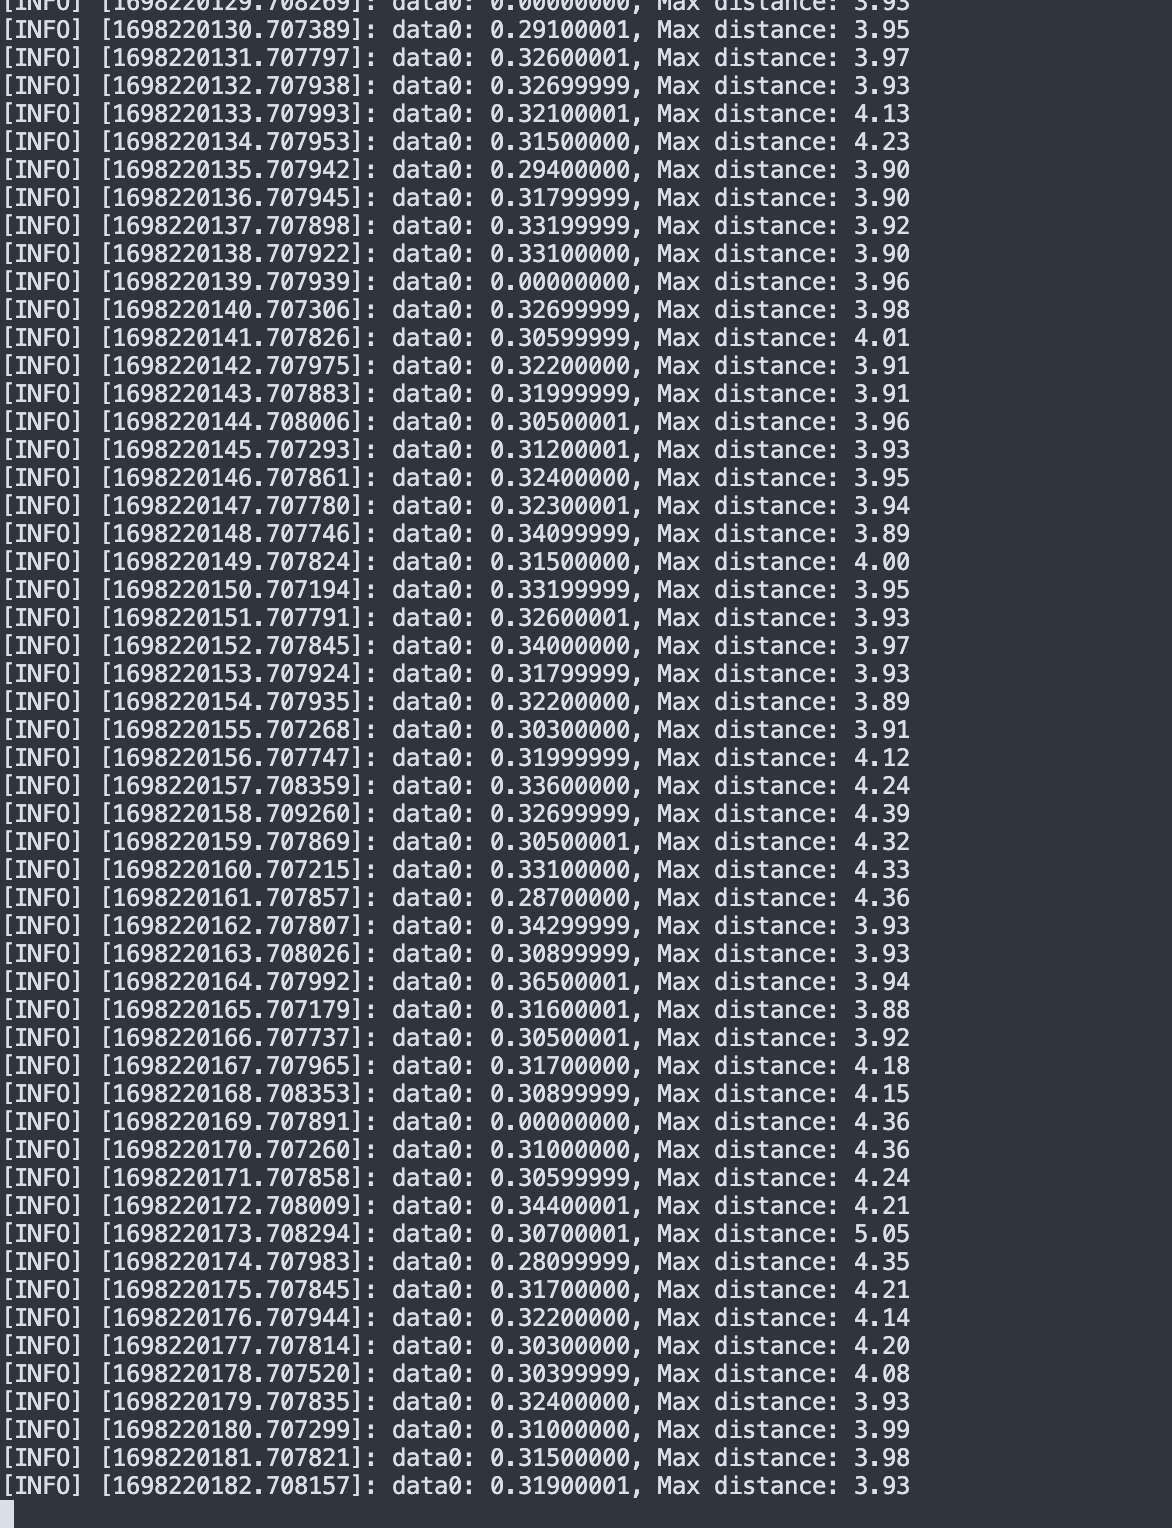 [INFO] [1698220129.708269]: data0: 0.00000000, Max distance: 3.93
[INFO] [1698220130.707389]: data0: 0.29100001, Max distance: 3.95
[INFO] [1698220131.707797]: data0: 0.32600001, Max distance: 3.97
[INFO] [1698220132.707938]: data0: 0.32699999, Max distance: 3.93
[INFO] [1698220133.707993]: data0: 0.32100001, Max distance: 4.13
[INFO] [1698220134.707953]: data0: 0.31500000, Max distance: 4.23
[INFO] [1698220135.707942]: data0: 0.29400000, Max distance: 3.90
[INFO] [1698220136.707945]: data0: 0.31799999, Max distance: 3.90
[INFO] [1698220137.707898]: data0: 0.33199999, Max distance: 3.92
[INFO] [1698220138.707922]: data0: 0.33100000, Max distance: 3.90
[INFO] [1698220139.707939]: data0: 0.00000000, Max distance: 3.96
[INFO] [1698220140.707306]: data0: 0.32699999, Max distance: 3.98
[INFO] [1698220141.707826]: data0: 0.30599999, Max distance: 4.01
[INFO] [1698220142.707975]: data0: 0.32200000, Max distance: 3.91
[INFO] [1698220143.707883]: data0: 0.31999999, Max distance: 3.91
[INFO] [1698220144.708006]: data0: 0.30500001, Max distance: 3.96
[INFO] [1698220145.707293]: data0: 0.31200001, Max distance: 3.93
[INFO] [1698220146.707861]: data0: 0.32400000, Max distance: 3.95
[INFO] [1698220147.707780]: data0: 0.32300001, Max distance: 3.94
[INFO] [1698220148.707746]: data0: 0.34099999, Max distance: 3.89
[INFO] [1698220149.707824]: data0: 0.31500000, Max distance: 4.00
[INFO] [1698220150.707194]: data0: 0.33199999, Max distance: 3.95
[INFO] [1698220151.707791]: data0: 0.32600001, Max distance: 3.93
[INFO] [1698220152.707845]: data0: 0.34000000, Max distance: 3.97
[INFO] [1698220153.707924]: data0: 0.31799999, Max distance: 3.93
[INFO] [1698220154.707935]: data0: 0.32200000, Max distance: 3.89
[INFO] [1698220155.707268]: data0: 0.30300000, Max distance: 3.91
[INFO] [1698220156.707747]: data0: 0.31999999, Max distance: 4.12
[INFO] [1698220157.708359]: data0: 0.33600000, Max distance: 4.24
[INFO] [1698220158.709260]: data0: 0.32699999, Max distance: 4.39
[INFO] [1698220159.707869]: data0: 0.30500001, Max distance: 4.32
[INFO] [1698220160.707215]: data0: 0.33100000, Max distance: 4.33
[INFO] [1698220161.707857]: data0: 0.28700000, Max distance: 4.36
[INFO] [1698220162.707807]: data0: 0.34299999, Max distance: 3.93
[INFO] [1698220163.708026]: data0: 0.30899999, Max distance: 3.93
[INFO] [1698220164.707992]: data0: 0.36500001, Max distance: 3.94
[INFO] [1698220165.707179]: data0: 0.31600001, Max distance: 3.88
[INFO] [1698220166.707737]: data0: 0.30500001, Max distance: 3.92
[INFO] [1698220167.707965]: data0: 0.31700000, Max distance: 4.18
[INFO] [1698220168.708353]: data0: 0.30899999, Max distance: 4.15
[INFO] [1698220169.707891]: data0: 0.00000000, Max distance: 4.36
[INFO] [1698220170.707260]: data0: 0.31000000, Max distance: 4.36
[INFO] [1698220171.707858]: data0: 0.30599999, Max distance: 4.24
[INFO] [1698220172.708009]: data0: 0.34400001, Max distance: 4.21
[INFO] [1698220173.708294]: data0: 0.30700001, Max distance: 5.05
[INFO] [1698220174.707983]: data0: 0.28099999, Max distance: 4.35
[INFO] [1698220175.707845]: data0: 0.31700000, Max distance: 4.21
[INFO] [1698220176.707944]: data0: 0.32200000, Max distance: 4.14
[INFO] [1698220177.707814]: data0: 0.30300000, Max distance: 4.20
[INFO] [1698220178.707520]: data0: 0.30399999, Max distance: 4.08
[INFO] [1698220179.707835]: data0: 0.32400000, Max distance: 3.93
[INFO] [1698220180.707299]: data0: 0.31000000, Max distance: 3.99
[INFO] [1698220181.707821]: data0: 0.31500000, Max distance: 3.98
[INFO] [1698220182.708157]: data0: 0.31900001, Max distance: 3.93